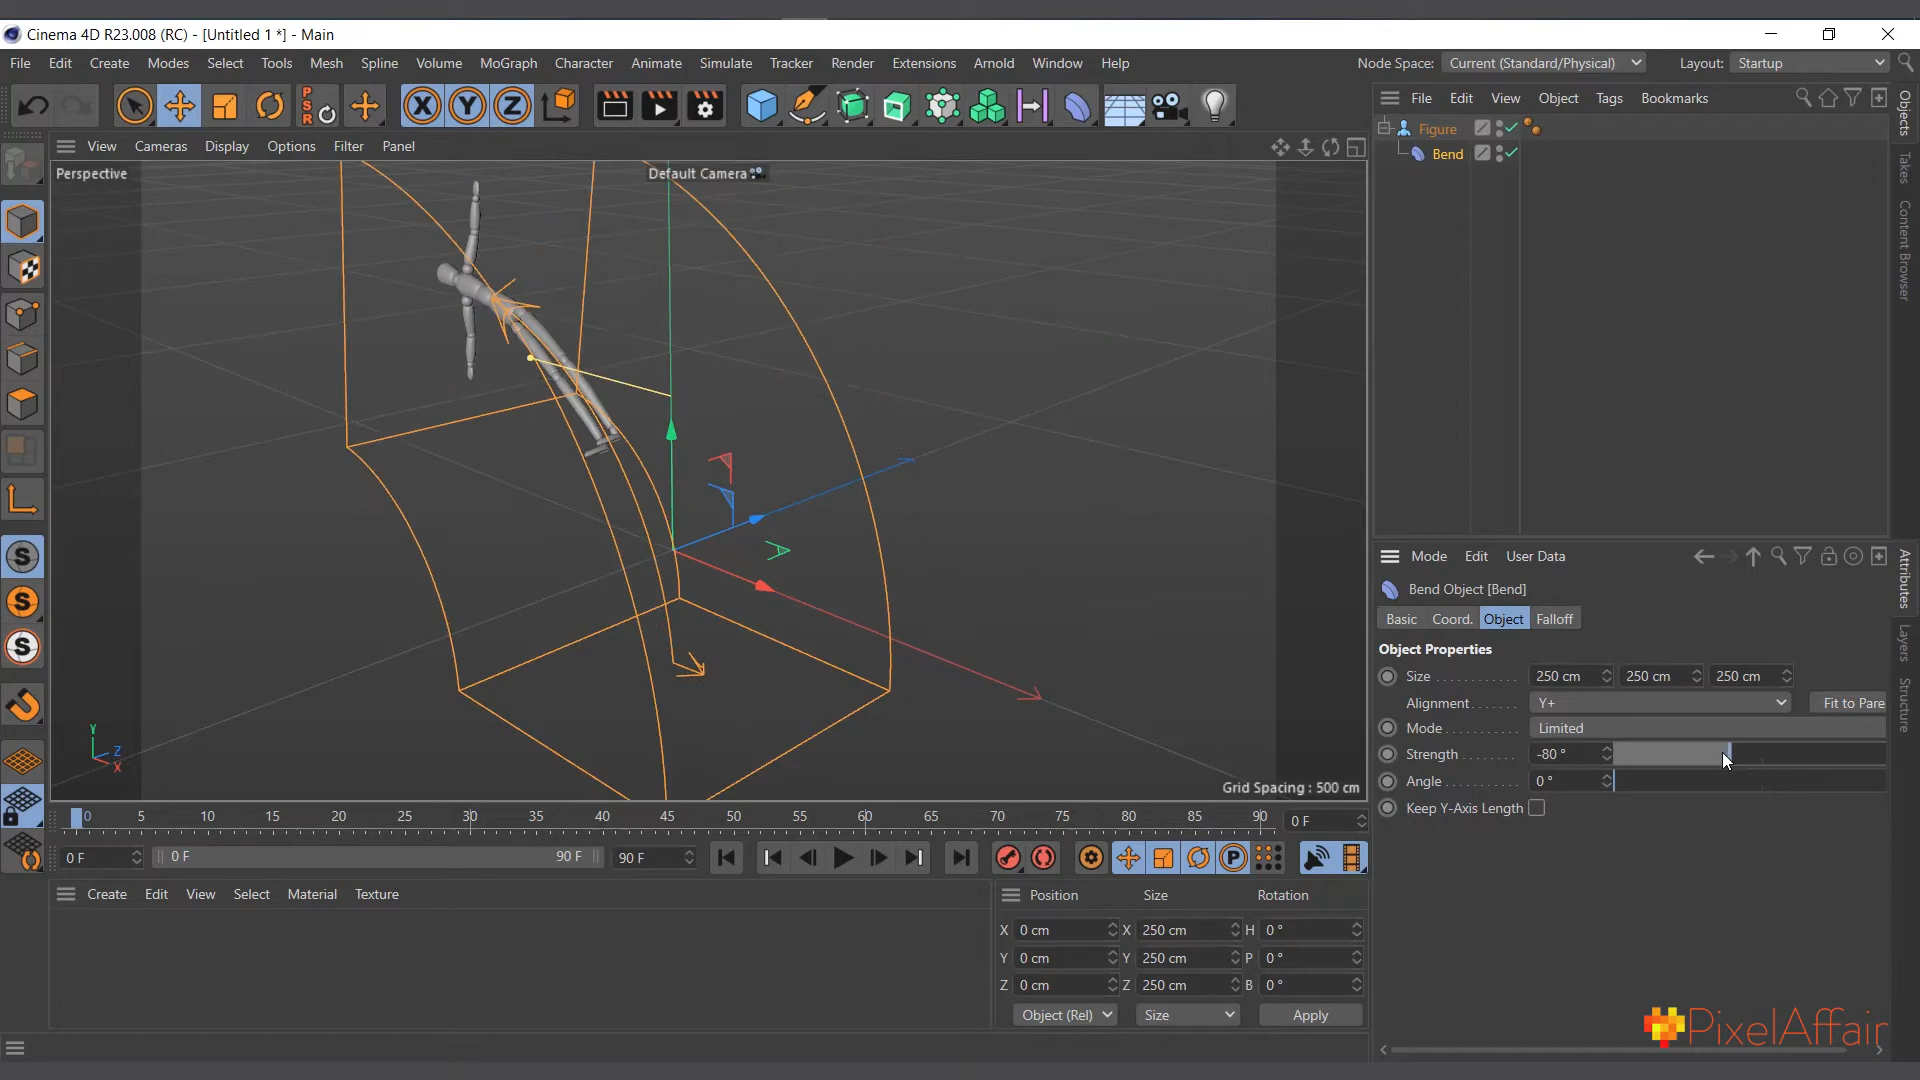 Cinema 4D R23.008 (RC) - [Untitled 1 *] - Main
File Edit Create Modes Select Tools Mesh Spline Volume MoGraph Character Animate Simulate Tracker Render Extensions Arnold Window Help
Node Space: Current (Standard/Physical) Layout: Startup
P S R X Y Z
File Edit View Object Tags Bookmarks
View Cameras Display Options Filter Panel
Figure
Bend
Perspective
Default Camera
Objects
Takes
Content Browser
Mode Edit User Data
Bend Object [Bend]
Basic Coord. Object Falloff
Object Properties
Size 250 cm 250 cm 250 cm
Alignment Y+ Fit to Pare
Mode Limited
Strength -80 °
Angle 0 °
Keep Y-Axis Length
Attributes
Layers
Structure
S
S
S
Y
Z
X
Grid Spacing : 500 cm
0 5 10 15 20 25 30 35 40 45 50 55 60 65 70 75 80 85 90 0 F
0 F 0 F 90 F 90 F P
Create Edit View Select Material Texture
Position Size Rotation
X 0 cm X 250 cm H 0 °
Y 0 cm Y 250 cm P 0 °
Z 0 cm Z 250 cm B 0 °
Object (Rel) Size Apply
PixelAffair